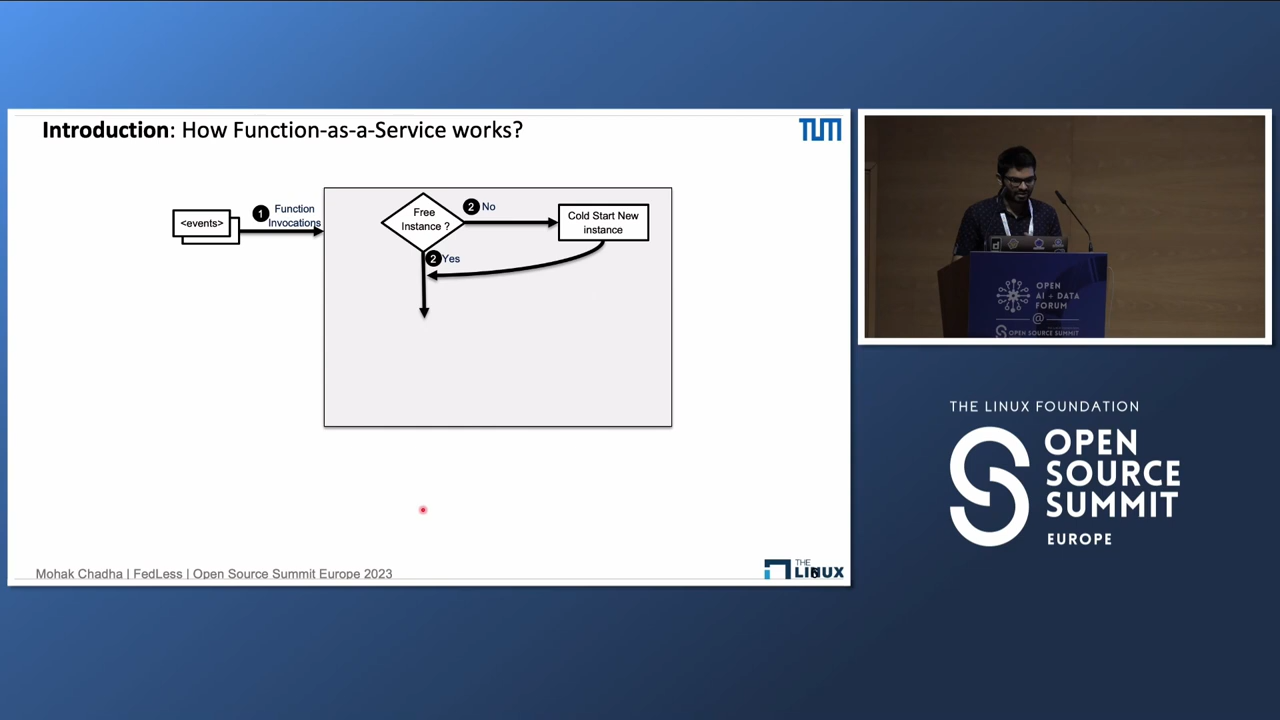 Introduction: How Function-as-a-Service works?
TUM
<events>
1
Function
Invocations
Free
Instance ?
2 No
Cold Start New
instance
2 Yes
Mohak Chadha | FedLess | Open Source Summit Europe 2023
THE
LINUX
OPEN
AI + DATA
FORUM
@
OPEN SOURCE SUMMIT
THE LINUX FOUNDATION
OPEN
SOURCE
SUMMIT
EUROPE